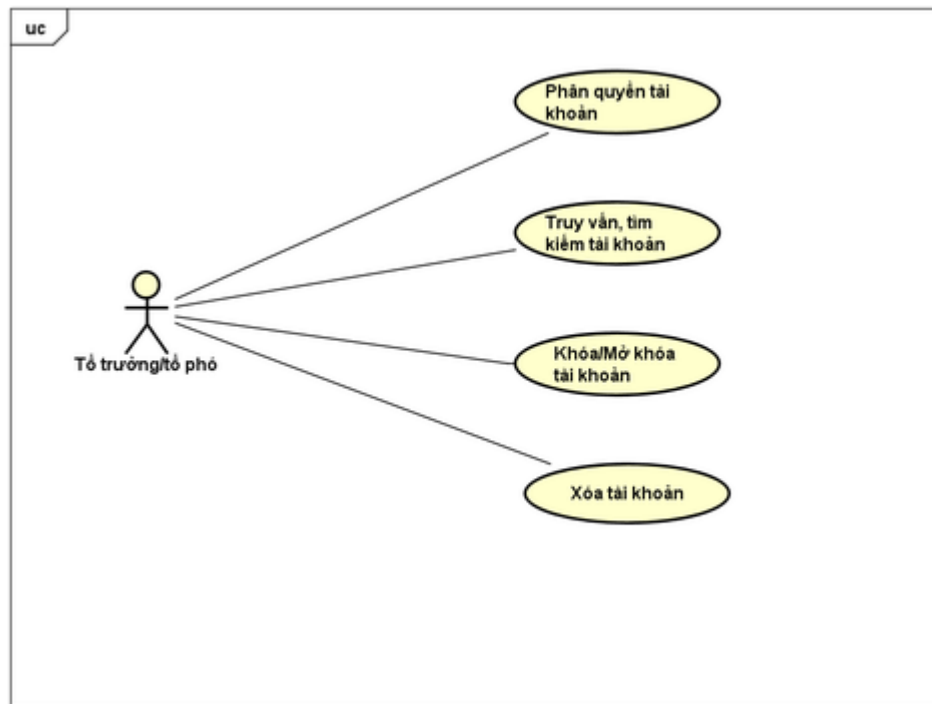 uc
Phân quyền tài
khoản
Truy vấn, tìm
kiếm tài khoản
Tổ trưởng/tổ phó
Khóa/Mở khóa
tài khoản
Xóa tài khoản